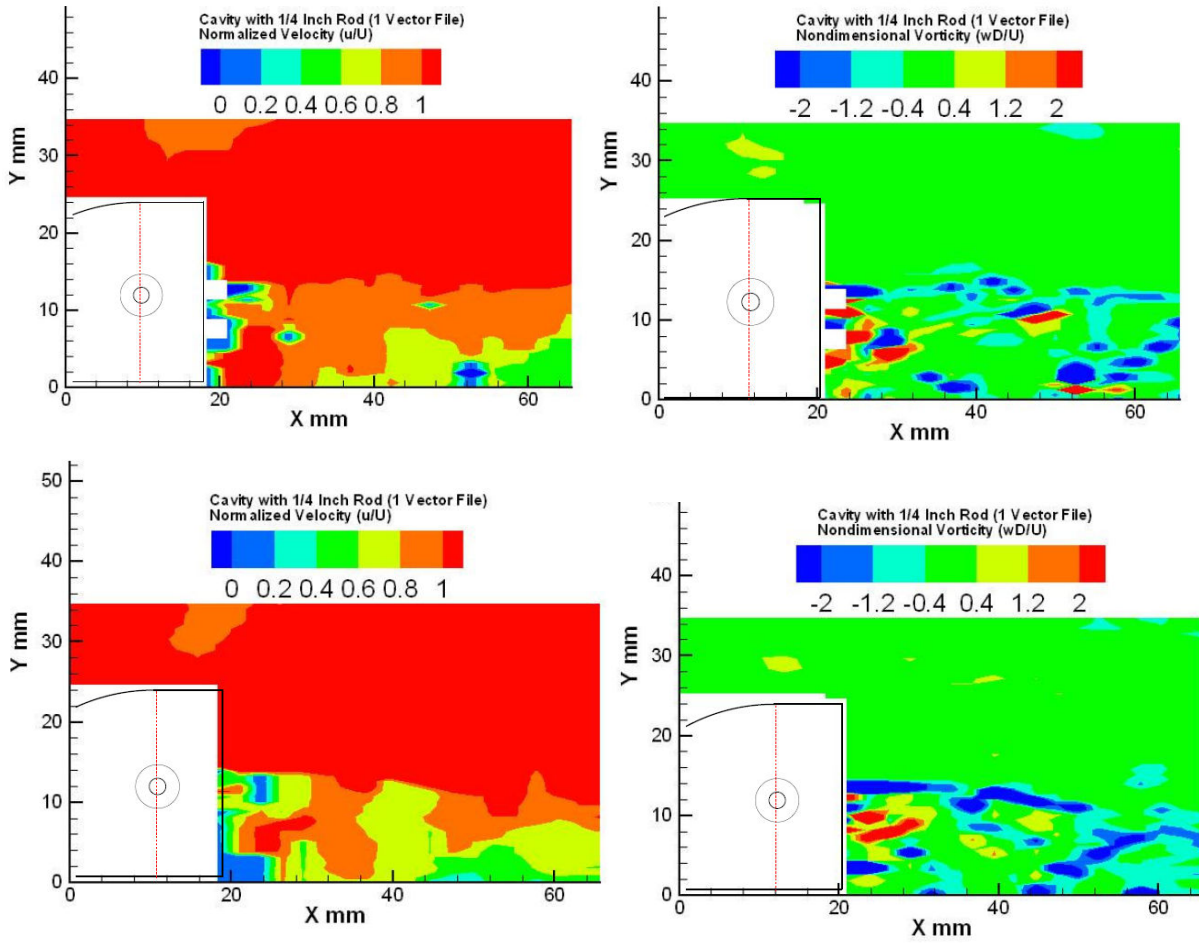 Cavity with 1/4 Inch Rod (1 Vector File)
Normalized Velocity (u/U)
0 0.2 0.4 0.6 0.8 1
40
30
20
10
0
Y mm
0 20 40 60
X mm
Cavity with 1/4 Inch Rod (1 Vector File)
Nondimensional Vorticity (wD/U)
-2 -1.2 -0.4 0.4 1.2 2
40
30
20
10
0
Y mm
0 20 40 60
X mm
Cavity with 1/4 Inch Rod (1 Vector File)
Normalized Velocity (u/U)
0 0.2 0.4 0.6 0.8 1
50
40
30
20
10
0
Y mm
0 20 40 60
X mm
Cavity with 1/4 Inch Rod (1 Vector File)
Nondimensional Vorticity (wD/U)
-2 -1.2 -0.4 0.4 1.2 2
40
30
20
10
0
Y mm
0 20 40 60
X mm